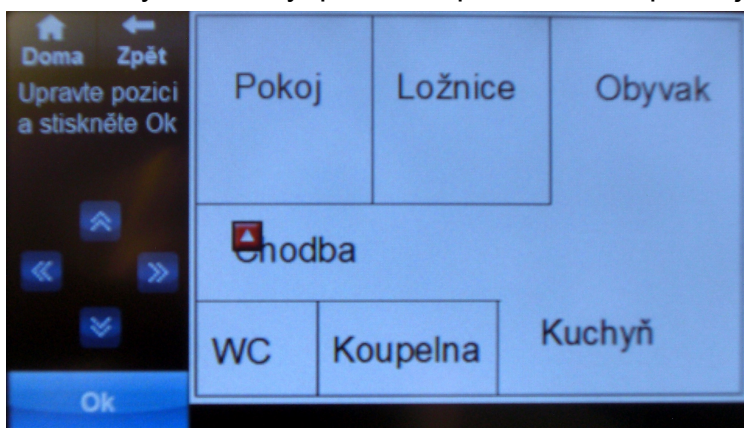 Doma Zpět
Upravte pozici
a stiskněte Ok
Ok
Pokoj Ložnice Obyvak
Chodba
WC Koupelna Kuchyň